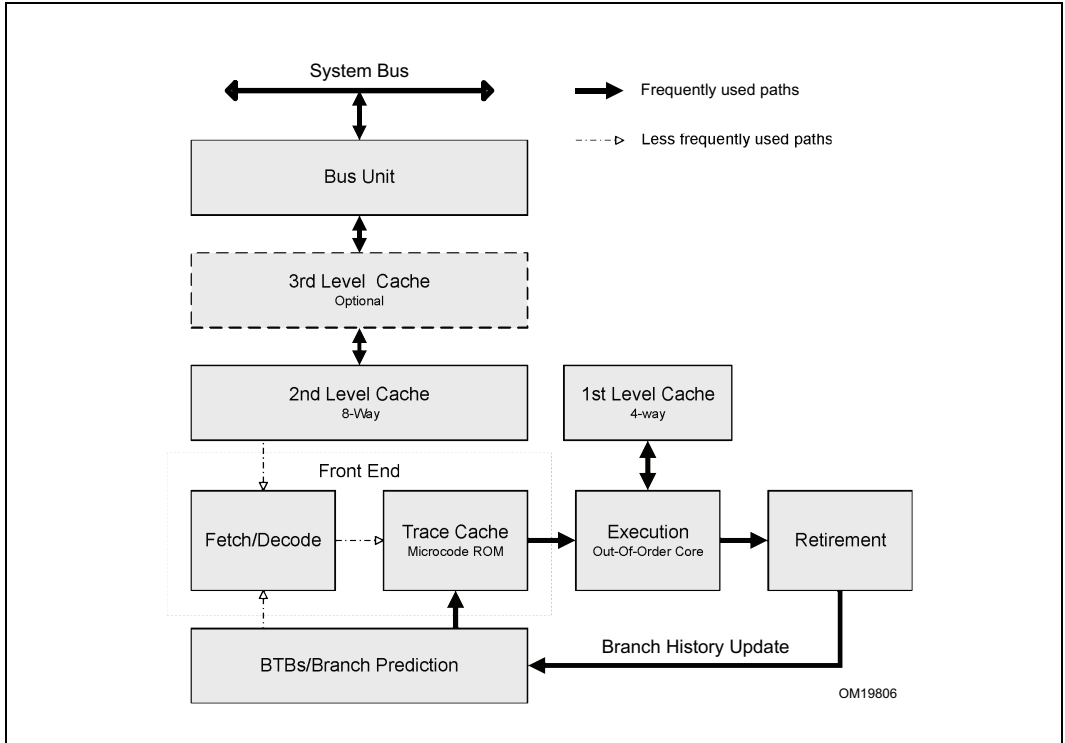 System Bus
Frequently used paths
Less frequently used paths
Bus Unit
3rd Level Cache
Optional
2nd Level Cache
8-Way
1st Level Cache
4-way
Front End
Fetch/Decode
Trace Cache
Microcode ROM
Execution
Out-Of-Order Core
Retirement
BTBs/Branch Prediction
Branch History Update
OM19806